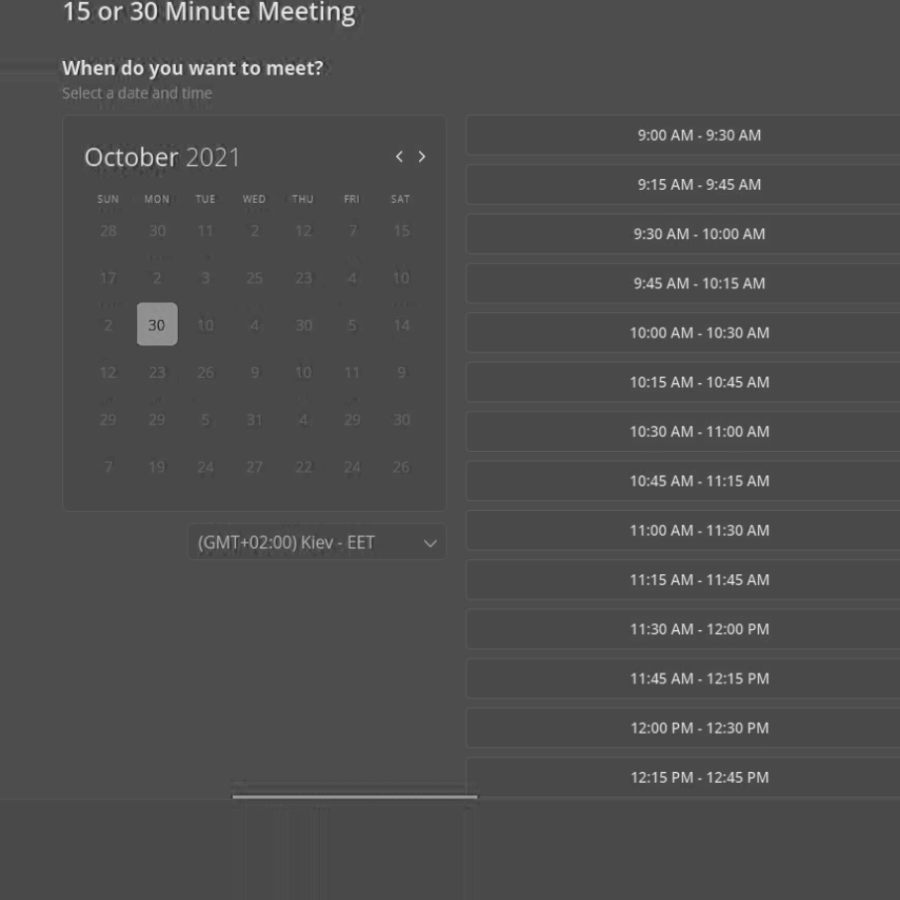 15 or 30 Minute Meeting
When do you want to meet?
Select a date and time
October 2021
SUN MON TUE WED THU FRI SAT
28 30 11 2 12 7 15
17 2 3 25 23 4 10
2 30 10 4 30 5 14
12 23 26 9 10 11 9
29 29 5 31 4 29 30
7 19 24 27 22 24 26
(GMT+02:00) Kiev - EET
9:00 AM - 9:30 AM
9:15 AM - 9:45 AM
9:30 AM - 10:00 AM
9:45 AM - 10:15 AM
10:00 AM - 10:30 AM
10:15 AM - 10:45 AM
10:30 AM - 11:00 AM
10:45 AM - 11:15 AM
11:00 AM - 11:30 AM
11:15 AM - 11:45 AM
11:30 AM - 12:00 PM
11:45 AM - 12:15 PM
12:00 PM - 12:30 PM
12:15 PM - 12:45 PM